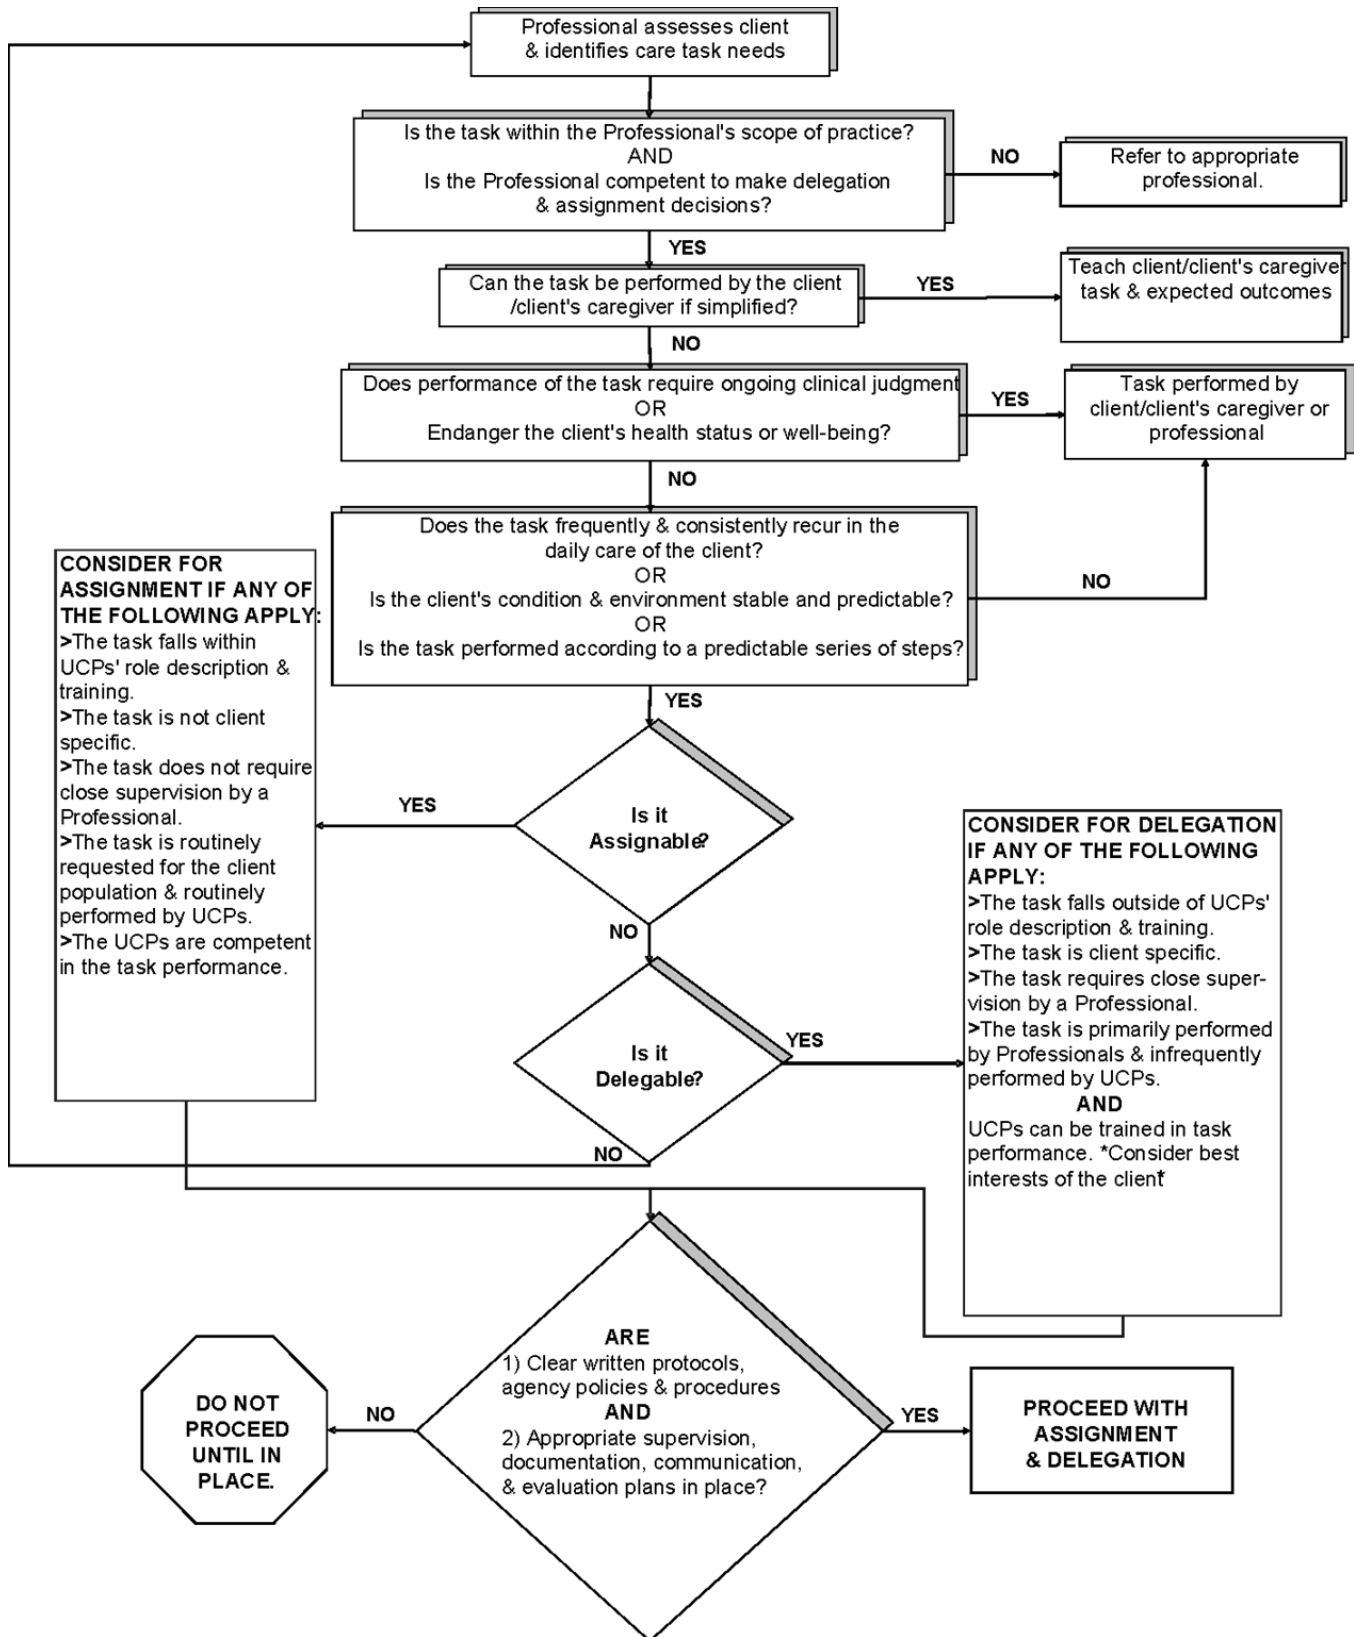 Professional assesses client
& identifies care task needs
Is the task within the Professional's scope of practice?
AND
Is the Professional competent to make delegation
& assignment decisions?
NO
Refer to appropriate
professional.
YES
Can the task be performed by the client
/client's caregiver if simplified?
YES
Teach client/client's caregive
task & expected outcomes
NO
Does performance of the task require ongoing clinical judgment
OR
Endanger the client's health status or well-being?
YES
Task performed by
client/client's caregiver or
professional
NO
Does the task frequently & consistently recur in the
daily care of the client?
OR
Is the client's condition & environment stable and predictable?
OR
Is the task performed according to a predictable series of steps?
NO
YES
CONSIDER FOR
ASSIGNMENT IF ANY OF
THE FOLLOWING APPLY:
>The task falls within
UCPs' role description &
training.
>The task is not client
specific.
>The task does not require
close supervision by a
Professional.
>The task is routinely
requested for the client
population & routinely
performed by UCPs.
>The UCPs are competent
in the task performance.
YES
Is it
Assignable?
NO
Is it
Delegable?
YES
NO
CONSIDER FOR DELEGATION
IF ANY OF THE FOLLOWING
APPLY:
>The task falls outside of UCPs'
role description & training.
>The task is client specific.
>The task requires close super-
vision by a Professional.
>The task is primarily performed
by Professionals & infrequently
performed by UCPs.
AND
UCPs can be trained in task
performance. *Consider best
interests of the client*
ARE
1) Clear written protocols,
agency policies & procedures
AND
2) Appropriate supervision,
documentation, communication,
& evaluation plans in place?
NO
DO NOT
PROCEED
UNTIL IN
PLACE.
YES
PROCEED WITH
ASSIGNMENT
& DELEGATION